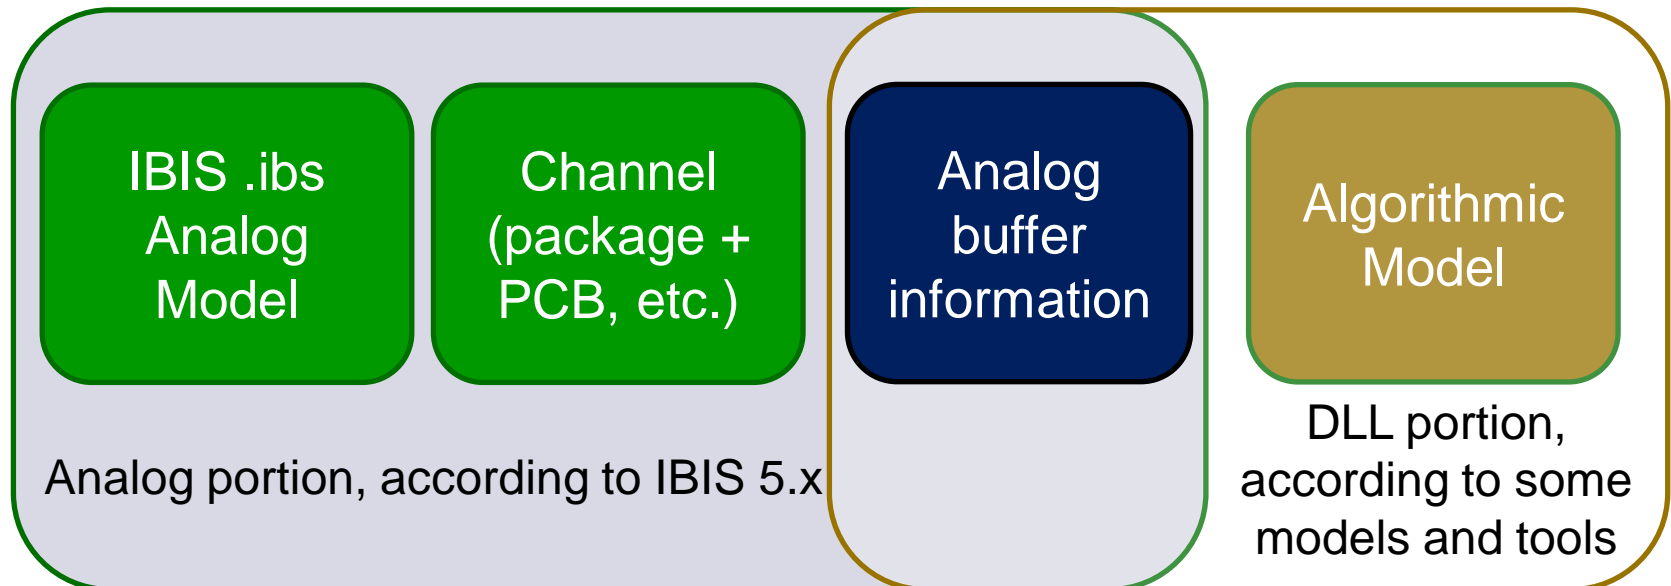 IBIS .ibs
Analog
Model
Channel
(package +
PCB, etc.)
Analog
buffer
information
Algorithmic
Model
Analog portion, according to IBIS 5.x
DLL portion,
according to some
models and tools